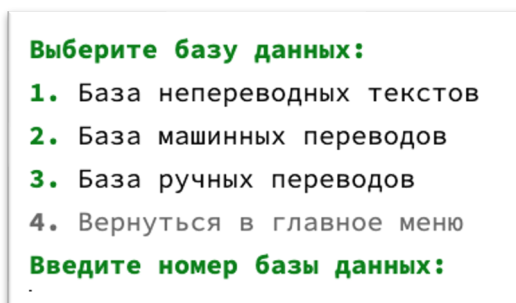 Выберите базу данных:
1. База непереводных текстов
2. База машинных переводов
3. База ручных переводов
4. Вернуться в главное меню
Введите номер базы данных: